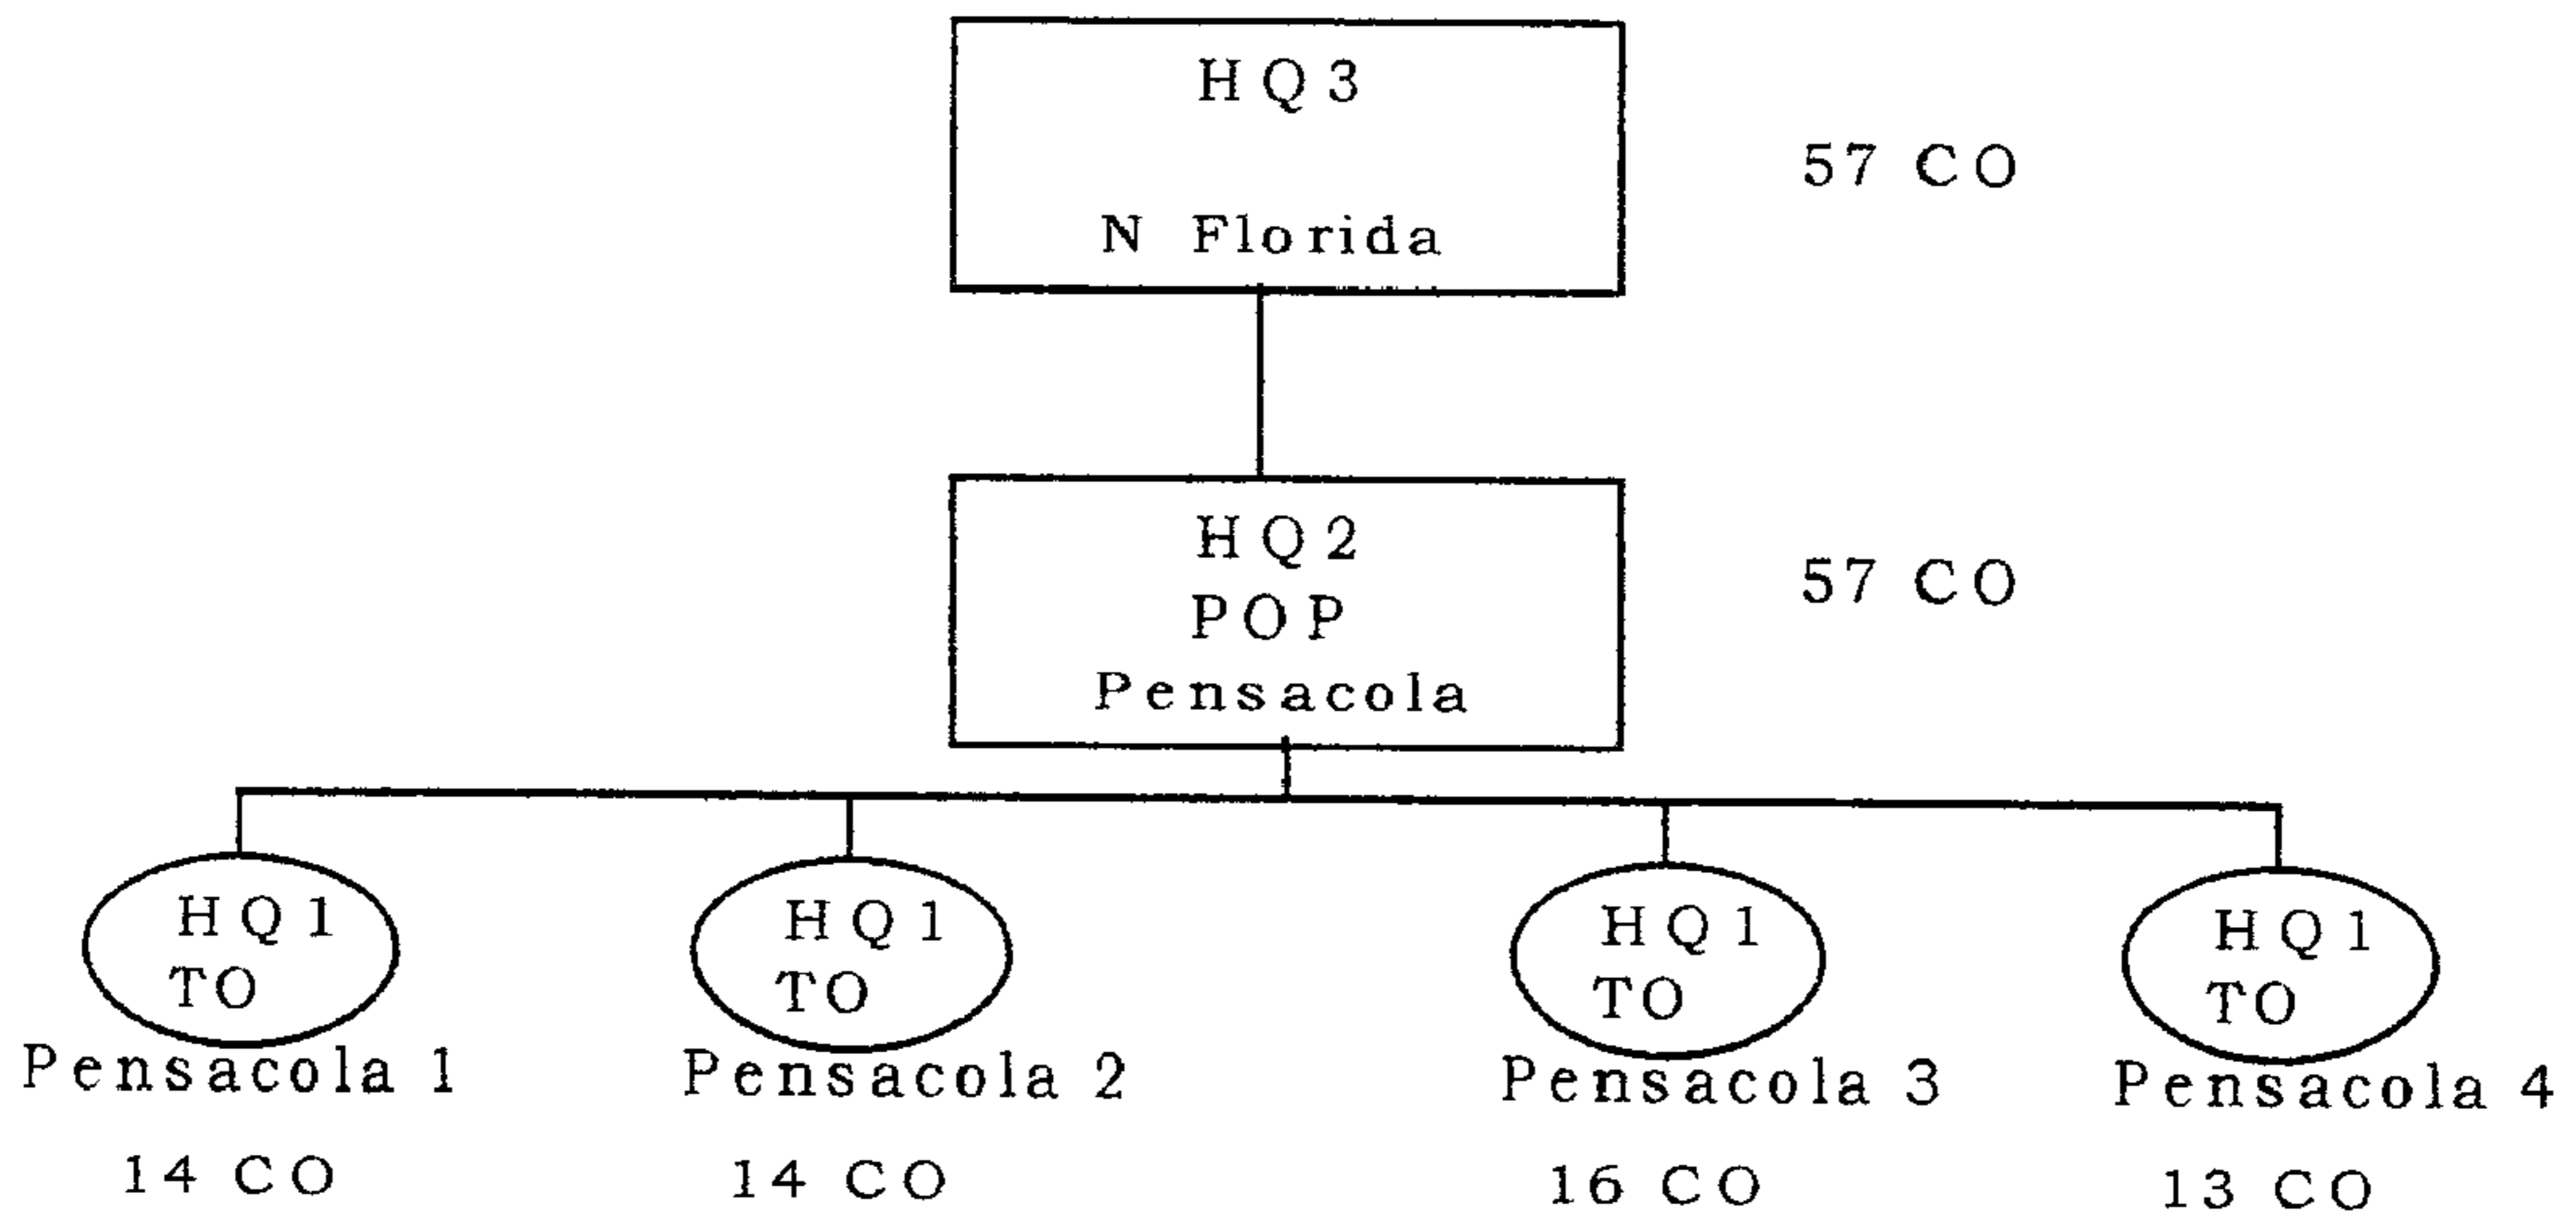 HQ3
N Florida
57 CO
HQ2
POP
Pensacola
57 CO
HQ1
TO
Pensacola 1
14 CO
HQ1
TO
Pensacola 2
14 CO
HQ1
TO
Pensacola 3
16 CO
HQ1
TO
Pensacola 4
13 CO